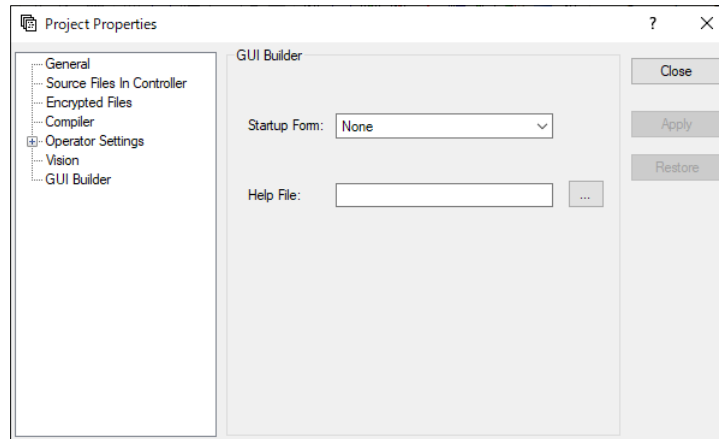 Project Properties
?
General
Source Files In Controller
Encrypted Files
Compiler
Operator Settings
Vision
GUI Builder
GUI Builder
Startup Form: None
Help File: ...
Close
Apply
Restore